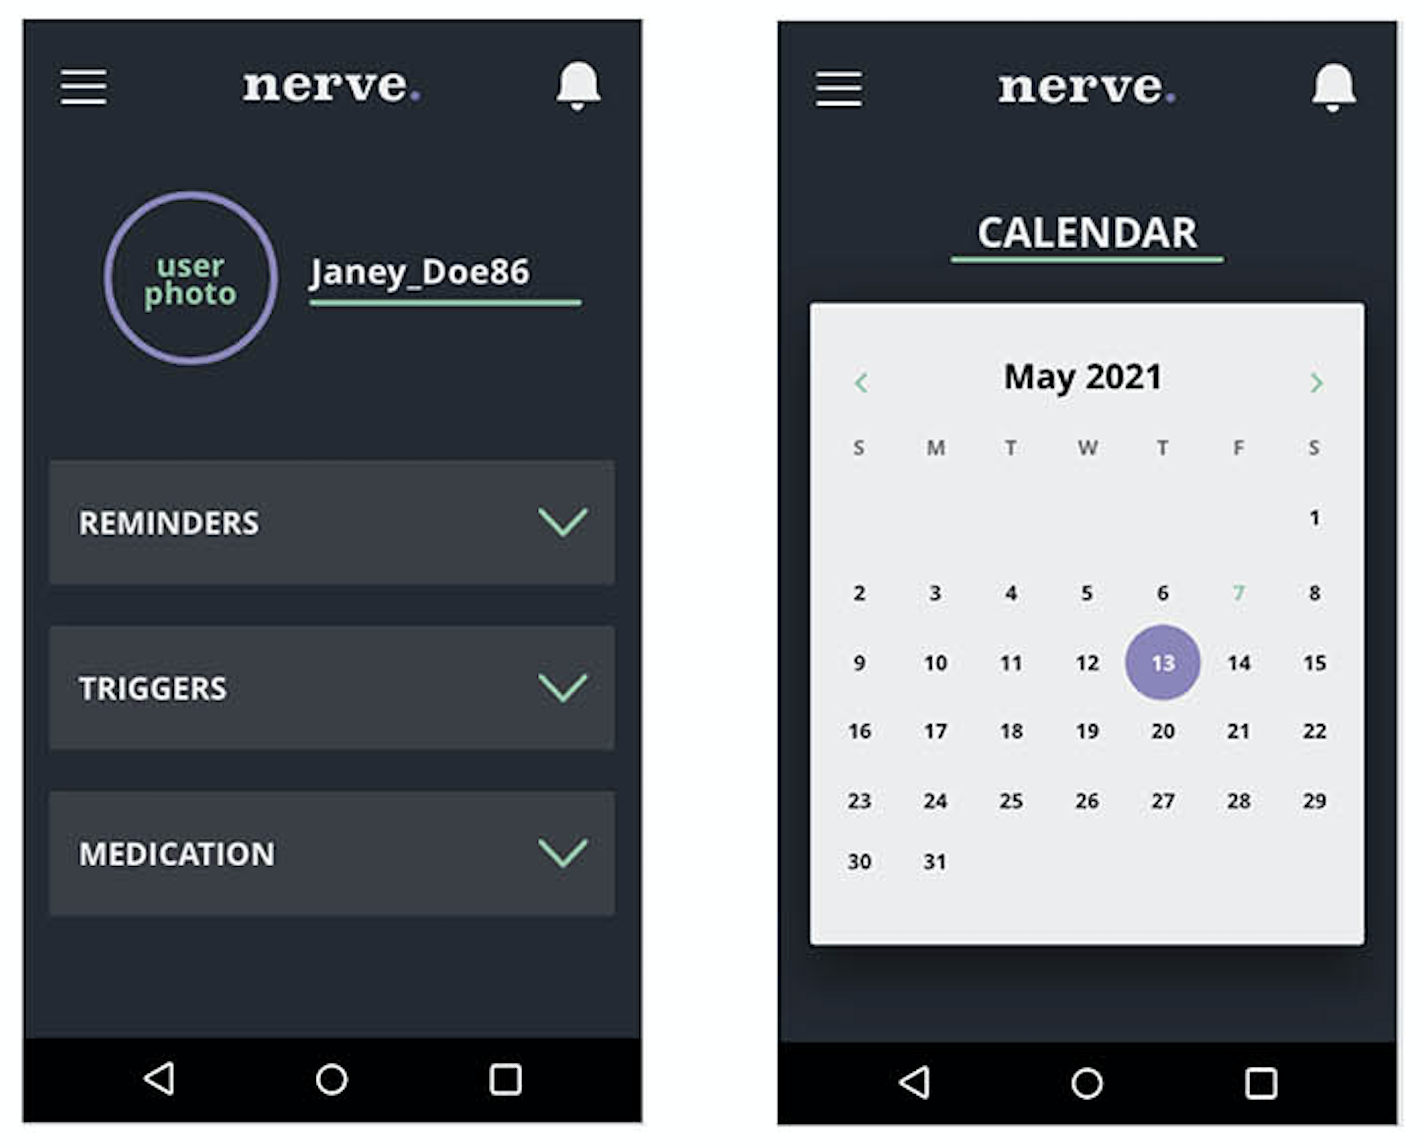 nerve.
user
photo
Janey_Doe86
REMINDERS
TRIGGERS
MEDICATION
nerve.
CALENDAR
May 2021
S M T W T F S
1
2 3 4 5 6 7 8
9 10 11 12 13 14 15
16 17 18 19 20 21 22
23 24 25 26 27 28 29
30 31